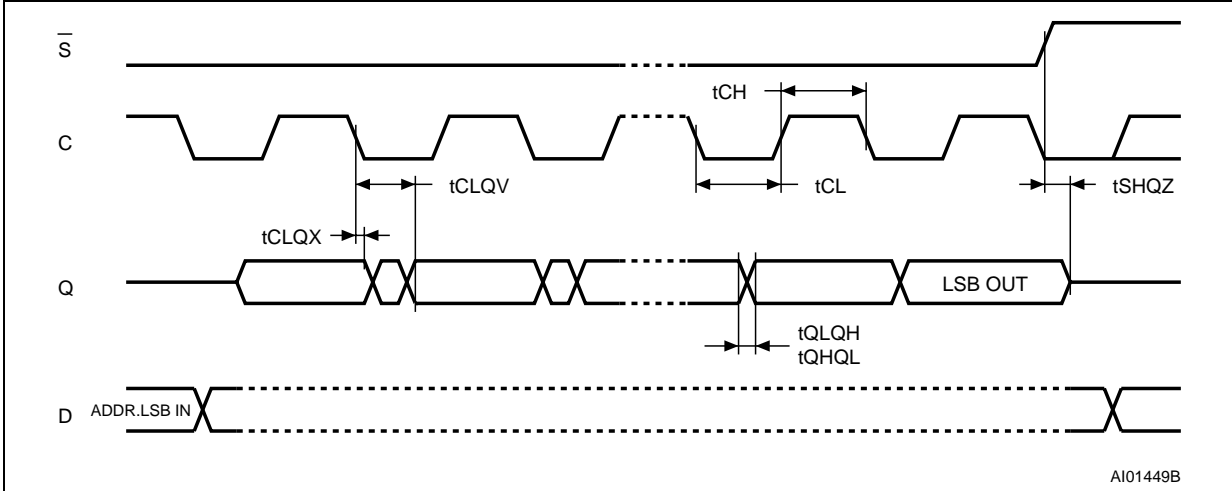 S
tCH
C
tCLQV
tCL
tSHQZ
tCLQX
Q
LSB OUT
tQLQH
tQHQL
D
ADDR.LSB IN
AI01449B